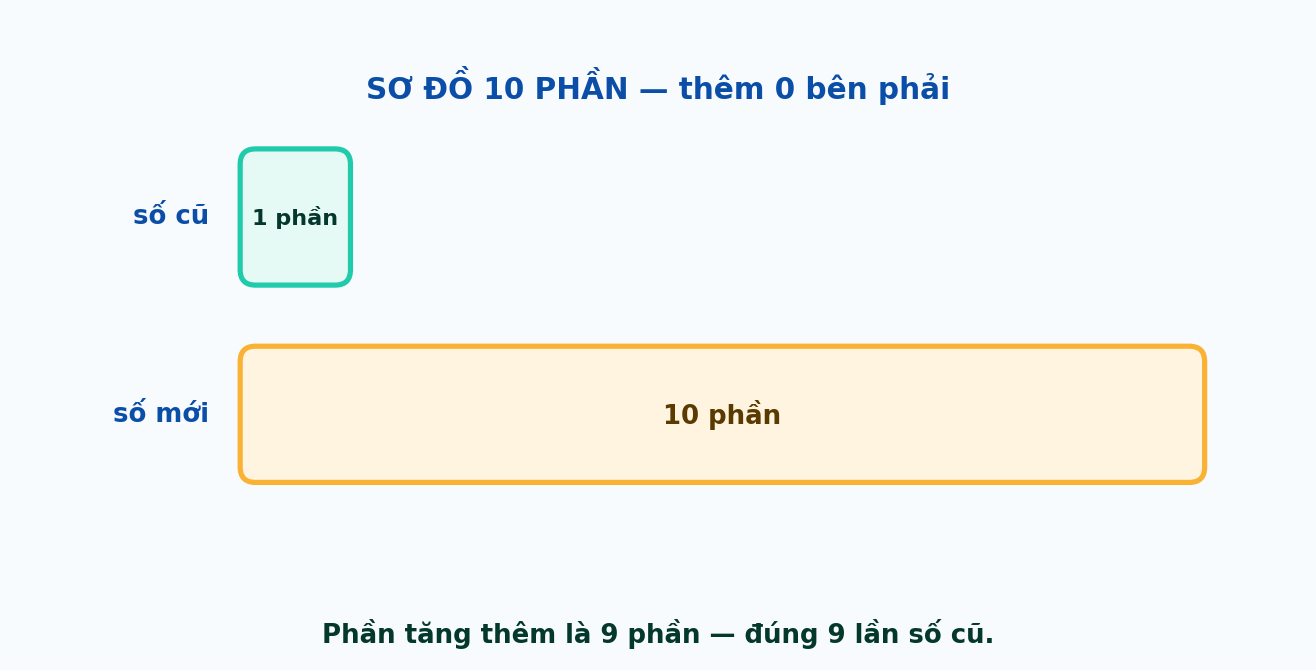 SƠ ĐỒ 10 PHẦN — thêm 0 bên phải
số cũ
1 phần
số mới
10 phần
Phần tăng thêm là 9 phần — đúng 9 lần số cũ.